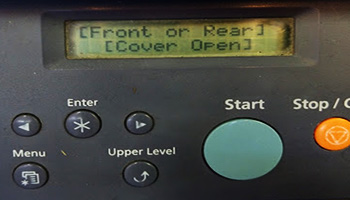 [Front or Rear]
[Cover Open]
Enter
Start
Stop / C
Menu
Upper Level